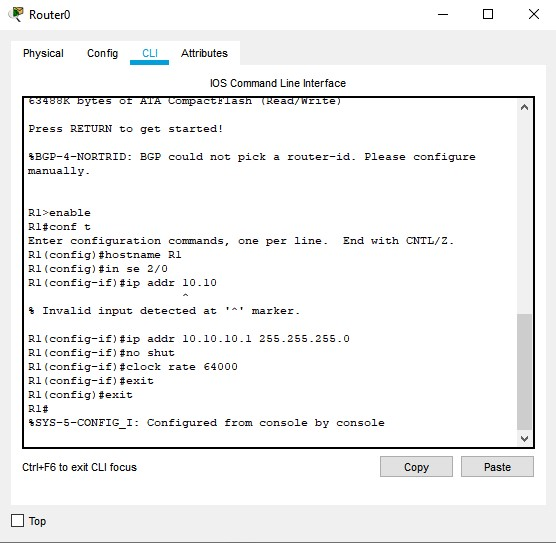 Router0
Physical Config CLI Attributes
IOS Command Line Interface
63488K bytes of ATA CompactFlash (Read/Write)
Press RETURN to get started!
%BGP-4-NORTRID: BGP could not pick a router-id. Please configure
manually.
R1>enable
R1#conf t
Enter configuration commands, one per line.  End with CNTL/Z.
R1(config)#hostname R1
R1(config)#in se 2/0
R1(config-if)#ip addr 10.10
^
% Invalid input detected at '^' marker.
R1(config-if)#ip addr 10.10.10.1 255.255.255.0
R1(config-if)#no shut
R1(config-if)#clock rate 64000
R1(config-if)#exit
R1(config)#exit
R1#
%SYS-5-CONFIG_I: Configured from console by console
Ctrl+F6 to exit CLI focus Copy Paste
Top